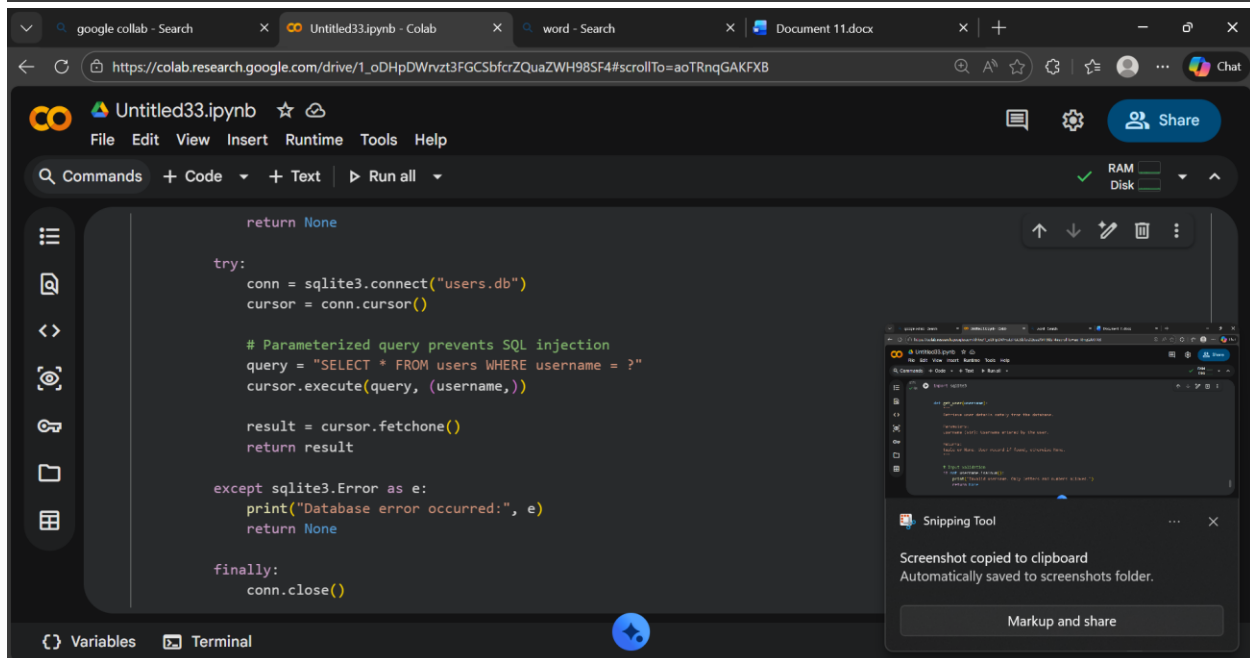 google collab - Search
Untitled33.ipynb - Colab
word - Search
Document 11.docx
https://colab.research.google.com/drive/1_oDHpDWrvzt3FGCSbfcrZQuaZWH98SF4#scrollTo=aoTRnqGAKFXB
Chat
Untitled33.ipynb
File Edit View Insert Runtime Tools Help
Share
Commands + Code + Text Run all
RAM
Disk
return None
try:
conn = sqlite3.connect("users.db")
cursor = conn.cursor()
# Parameterized query prevents SQL injection
query = "SELECT * FROM users WHERE username = ?"
cursor.execute(query, (username,))
result = cursor.fetchone()
return result
except sqlite3.Error as e:
print("Database error occurred:", e)
return None
finally:
conn.close()
Snipping Tool
Screenshot copied to clipboard
Automatically saved to screenshots folder.
Markup and share
{} Variables Terminal